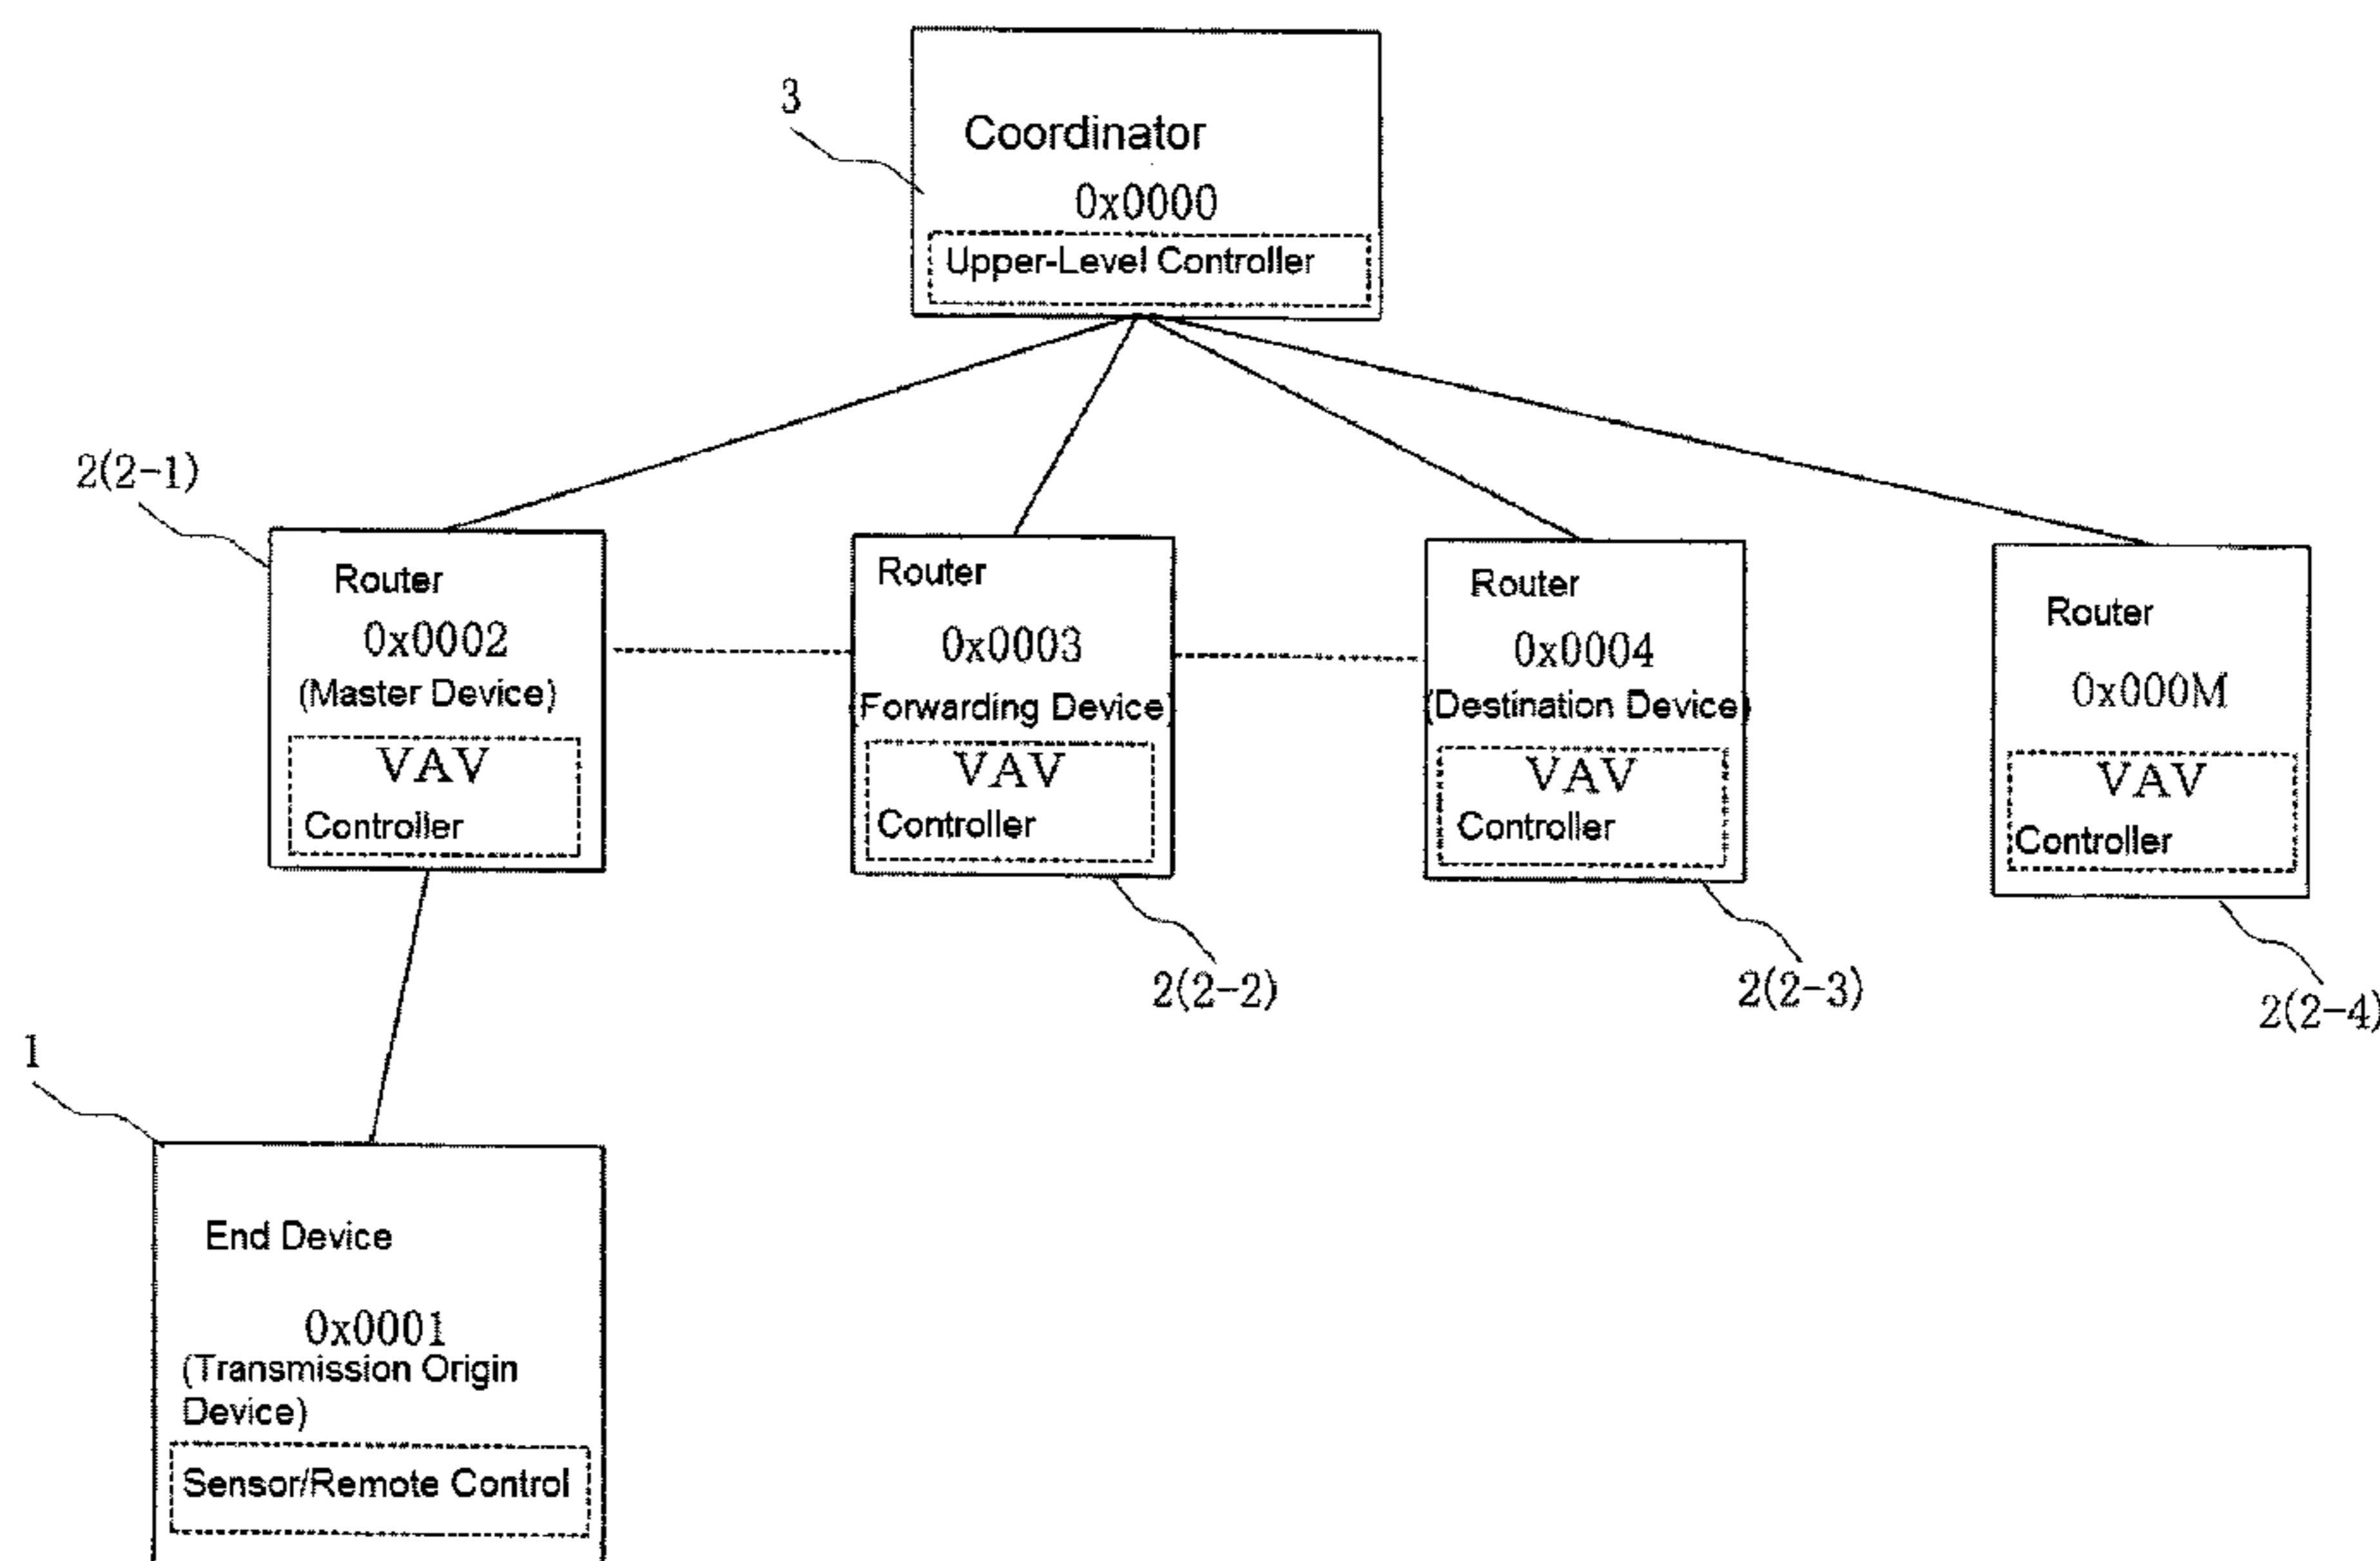 3
Coordinator
0x0000
Upper-Level Controller
2(2-1)
Router
0x0002
(Master Device)
VAV
Controller
Router
0x0003
(Forwarding Device)
VAV
Controller
2(2-2)
Router
0x0004
(Destination Device)
VAV
Controller
2(2-3)
Router
0x000M
VAV
Controller
2(2-4)
1
End Device
0x0001
(Transmission Origin
Device)
Sensor/Remote Control